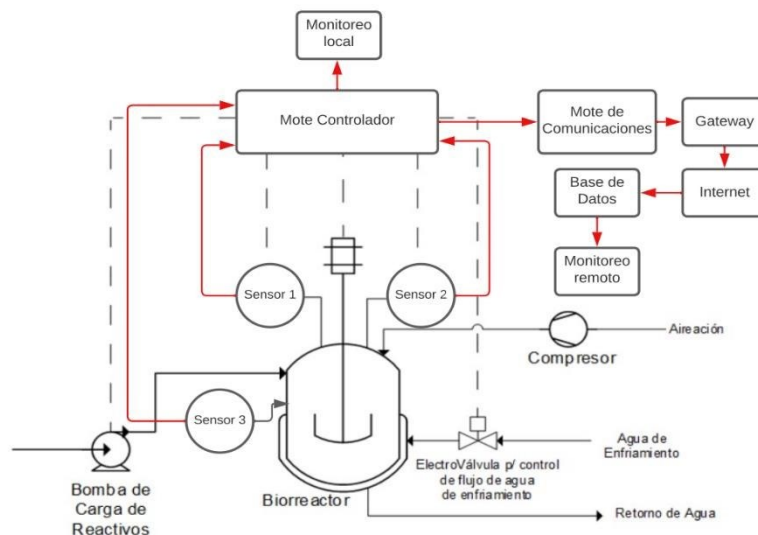 Monitoreo
local
Mote Controlador
Mote de
Comunicaciones
Gateway
Base de
Datos
Internet
Monitoreo
remoto
Sensor 1
Sensor 2
Compresor
Aireación
Sensor 3
Agua de
Enfriamiento
ElectroVálvula p/ control
de flujo de agua
de enfriamiento
Bomba de
Carga de
Reactivos
Biorreactor
Retorno de Agua